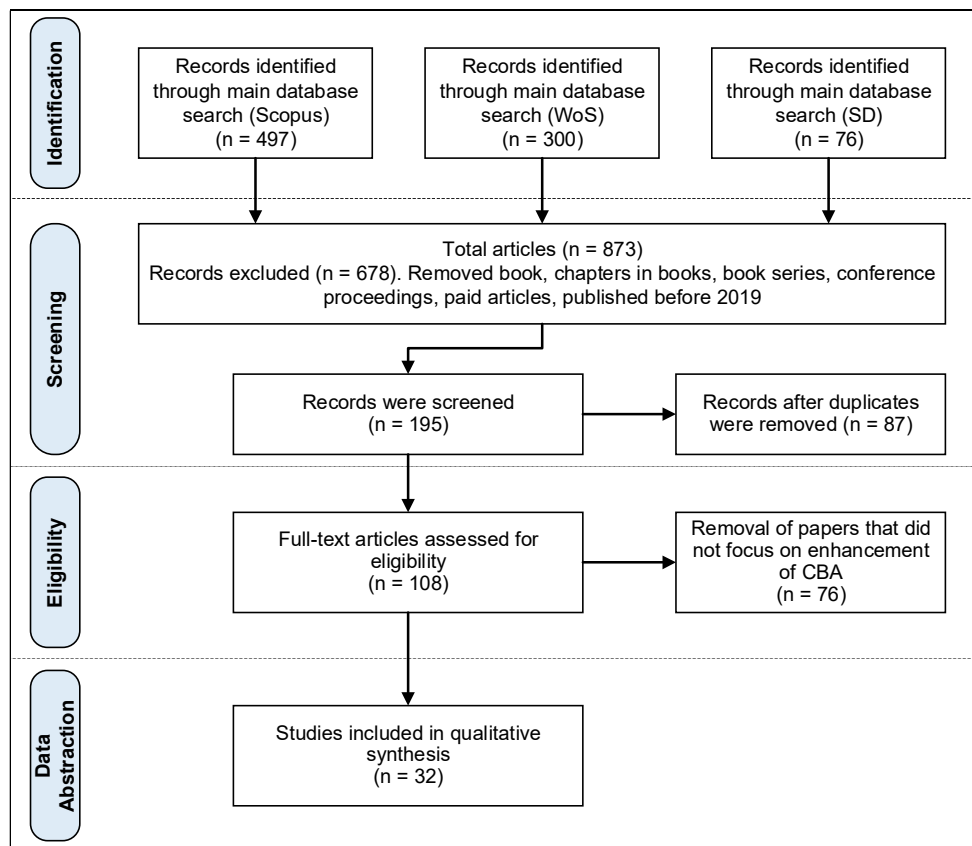 Identification
Records identified
through main database
search (Scopus)
(n = 497)
Records identified
through main database
search (WoS)
(n = 300)
Records identified
through main database
search (SD)
(n = 76)
Screening
Total articles (n = 873)
Records excluded (n = 678). Removed book, chapters in books, book series, conference
proceedings, paid articles, published before 2019
Records were screened
(n = 195)
Records after duplicates
were removed (n = 87)
Eligibility
Full-text articles assessed for
eligibility
(n = 108)
Removal of papers that did
not focus on enhancement
of CBA
(n = 76)
Data
Abstraction
Studies included in qualitative
synthesis
(n = 32)